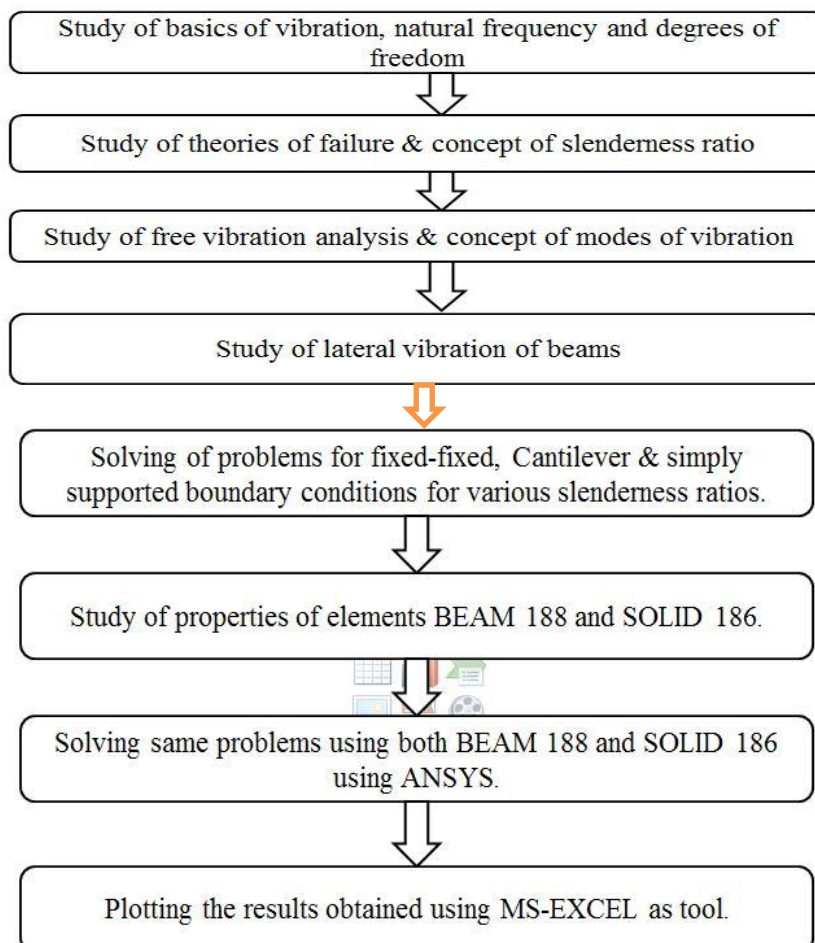 Study of basics of vibration, natural frequency and degrees of
freedom
Study of theories of failure & concept of slenderness ratio
Study of free vibration analysis & concept of modes of vibration
Study of lateral vibration of beams
Solving of problems for fixed-fixed, Cantilever & simply
supported boundary conditions for various slenderness ratios.
Study of properties of elements BEAM 188 and SOLID 186.
Solving same problems using both BEAM 188 and SOLID 186
using ANSYS.
Plotting the results obtained using MS-EXCEL as tool.